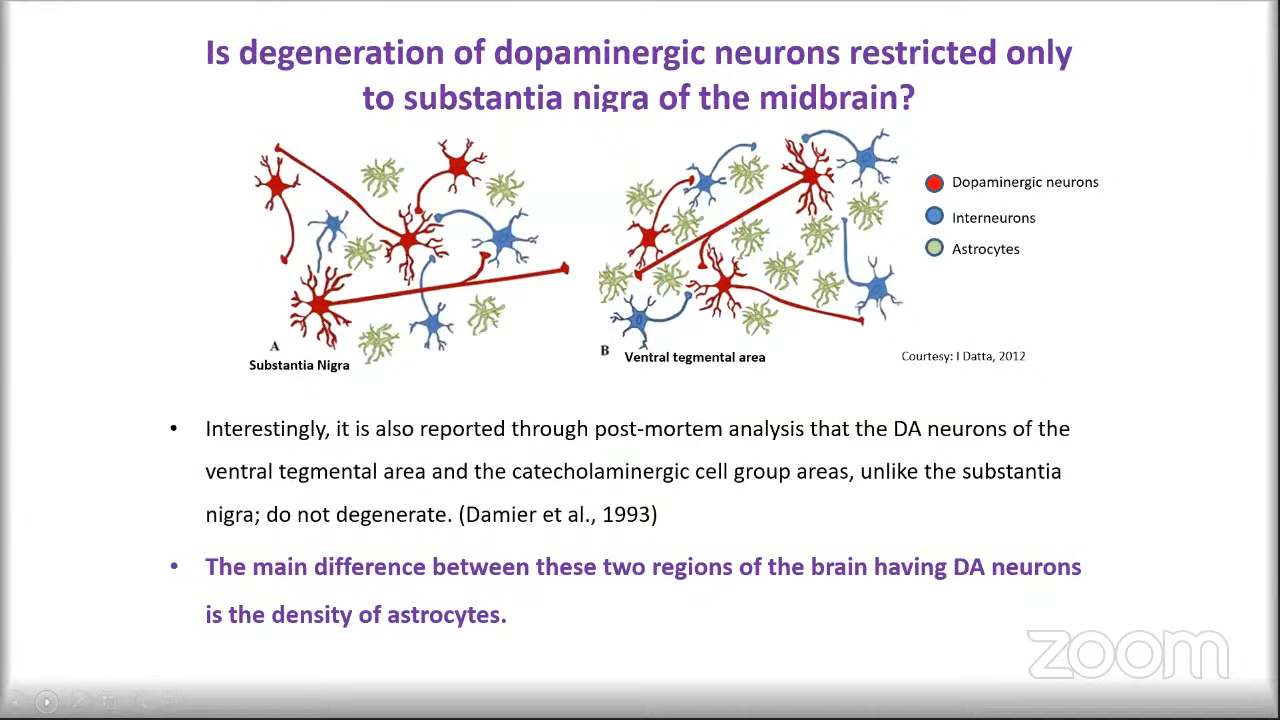 Is degeneration of dopaminergic neurons restricted only
to substantia nigra of the midbrain?
Dopaminergic neurons
Interneurons
Astrocytes
A
Substantia Nigra
B
Ventral tegmental area
Courtesy: I Datta, 2012
• Interestingly, it is also reported through post-mortem analysis that the DA neurons of the
ventral tegmental area and the catecholaminergic cell group areas, unlike the substantia
nigra; do not degenerate. (Damier et al., 1993)
• The main difference between these two regions of the brain having DA neurons
is the density of astrocytes.
zoom